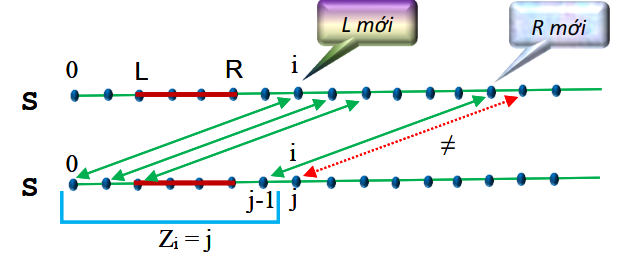 L mới
R mới
0 L R i
S
0 i ≠
S
j-1 j
Zi = j